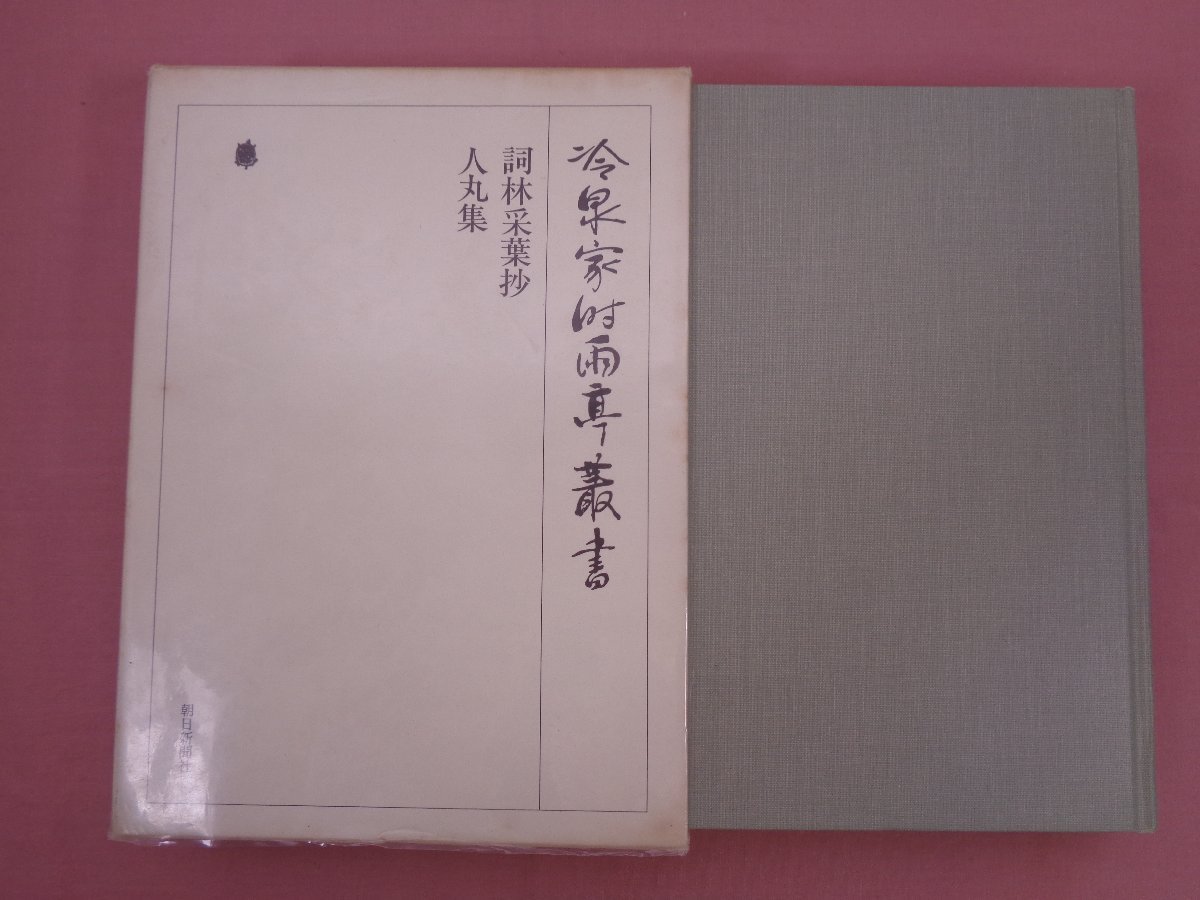 冷泉家时雨亭叢書
詞林采葉抄
人丸集
朝日新聞社